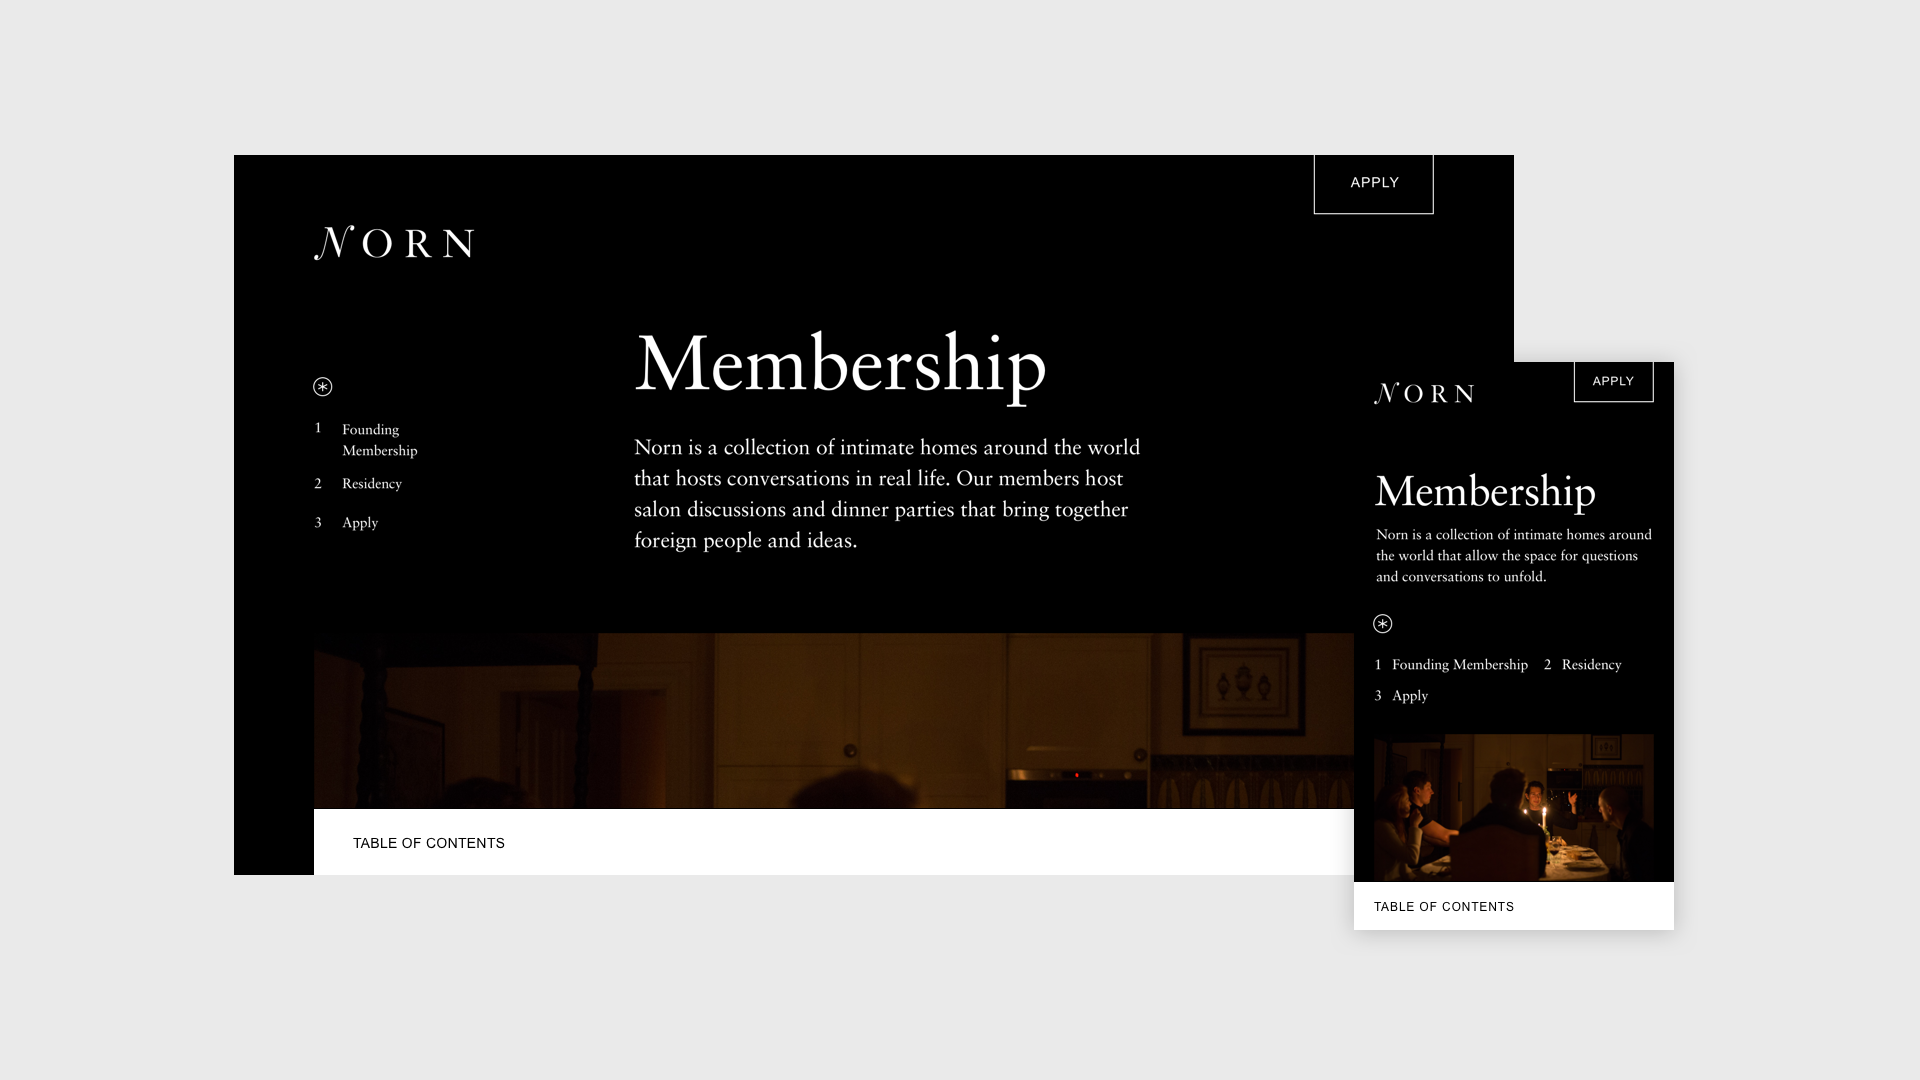 APPLY
NORN
Membership
Norn is a collection of intimate homes around the world
that hosts conversations in real life. Our members host
salon discussions and dinner parties that bring together
foreign people and ideas.
1 Founding
Membership
2 Residency
3 Apply
TABLE OF CONTENTS
APPLY
NORN
Membership
Norn is a collection of intimate homes around
the world that allow the space for questions
and conversations to unfold.
1 Founding Membership 2 Residency
3 Apply
TABLE OF CONTENTS